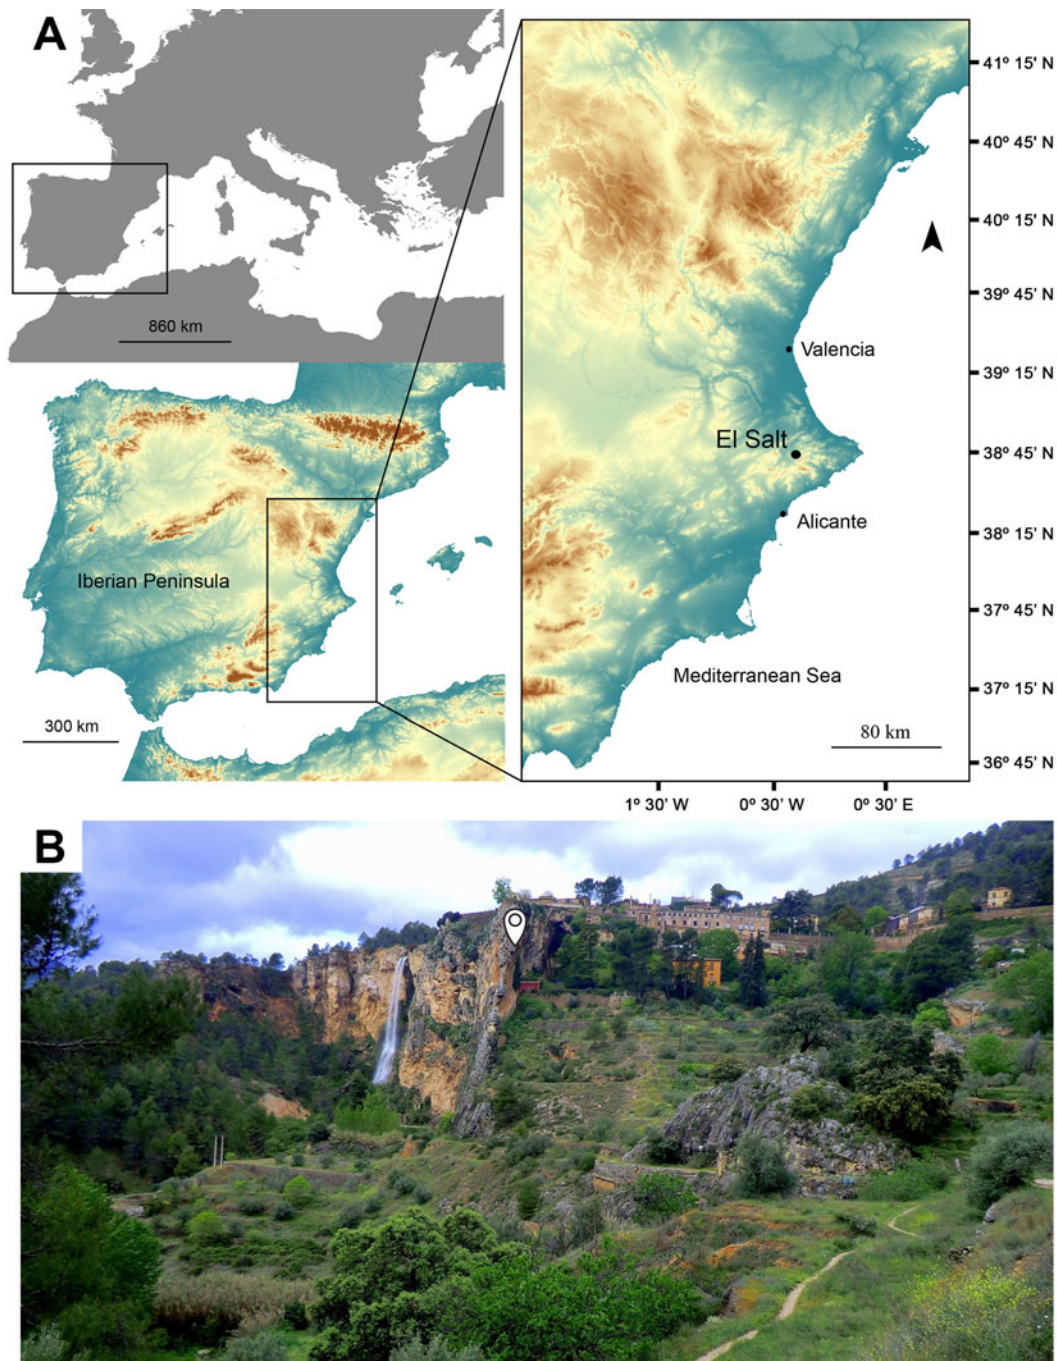 A
860 km
Iberian Peninsula
300 km
41º 15' N
40º 45' N
40º 15' N
39º 45' N
Valencia
39º 15' N
El Salt
38º 45' N
Alicante
38º 15' N
37º 45' N
Mediterranean Sea
37º 15' N
80 km
36º 45' N
1º 30' W
0º 30' W
0º 30' E
B